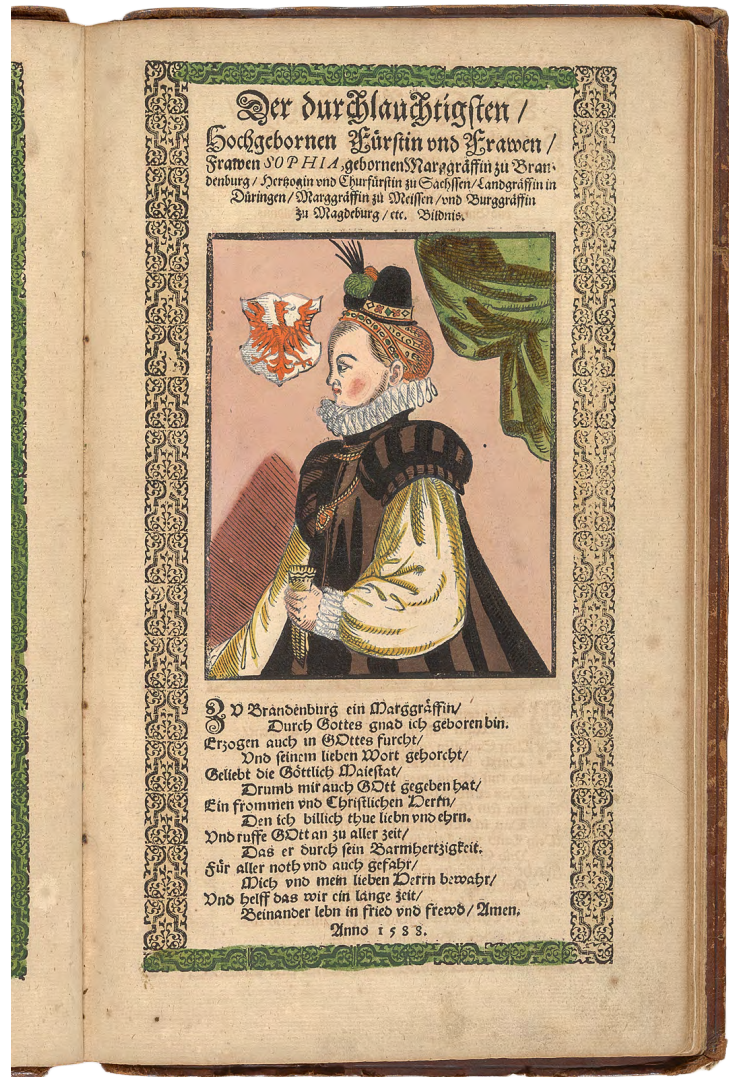 Der durchlauchtigsten /
Hochgebornen Fürstin vnd Frawen /
Frawen SOPHIA, gebornen Marggräffin zu Bran-
denburg / Hertzogin vnd Churfürstin zu Sachssen / Landgräffin in
Düringen / Marggräffin zu Meissen / vnd Burggräffin
zu Magdeburg / etc. Bildnis.
ZV Brandenburg ein Marggräffin /
Durch Gottes gnad ich geboren bin.
Erzogen auch in GOttes furcht /
Vnd seinem lieben Wort gehorcht /
Geliebt die Göttlich Maiestat /
Drumb mir auch GOtt gegeben hat /
Ein frommen vnd Christlichen Herrn /
Den ich billich thue liebn vnd ehrn.
Vnd ruffe GOtt an zu aller zeit /
Das er durch sein Barmhertzigkeit.
Für aller noth vnd auch gefahr /
Mich vnd mein lieben Herrn bewahr /
Vnd helff das wir ein lange zeit /
Beinander lebn in fried vnd frewd / Amen.
Anno 1588.